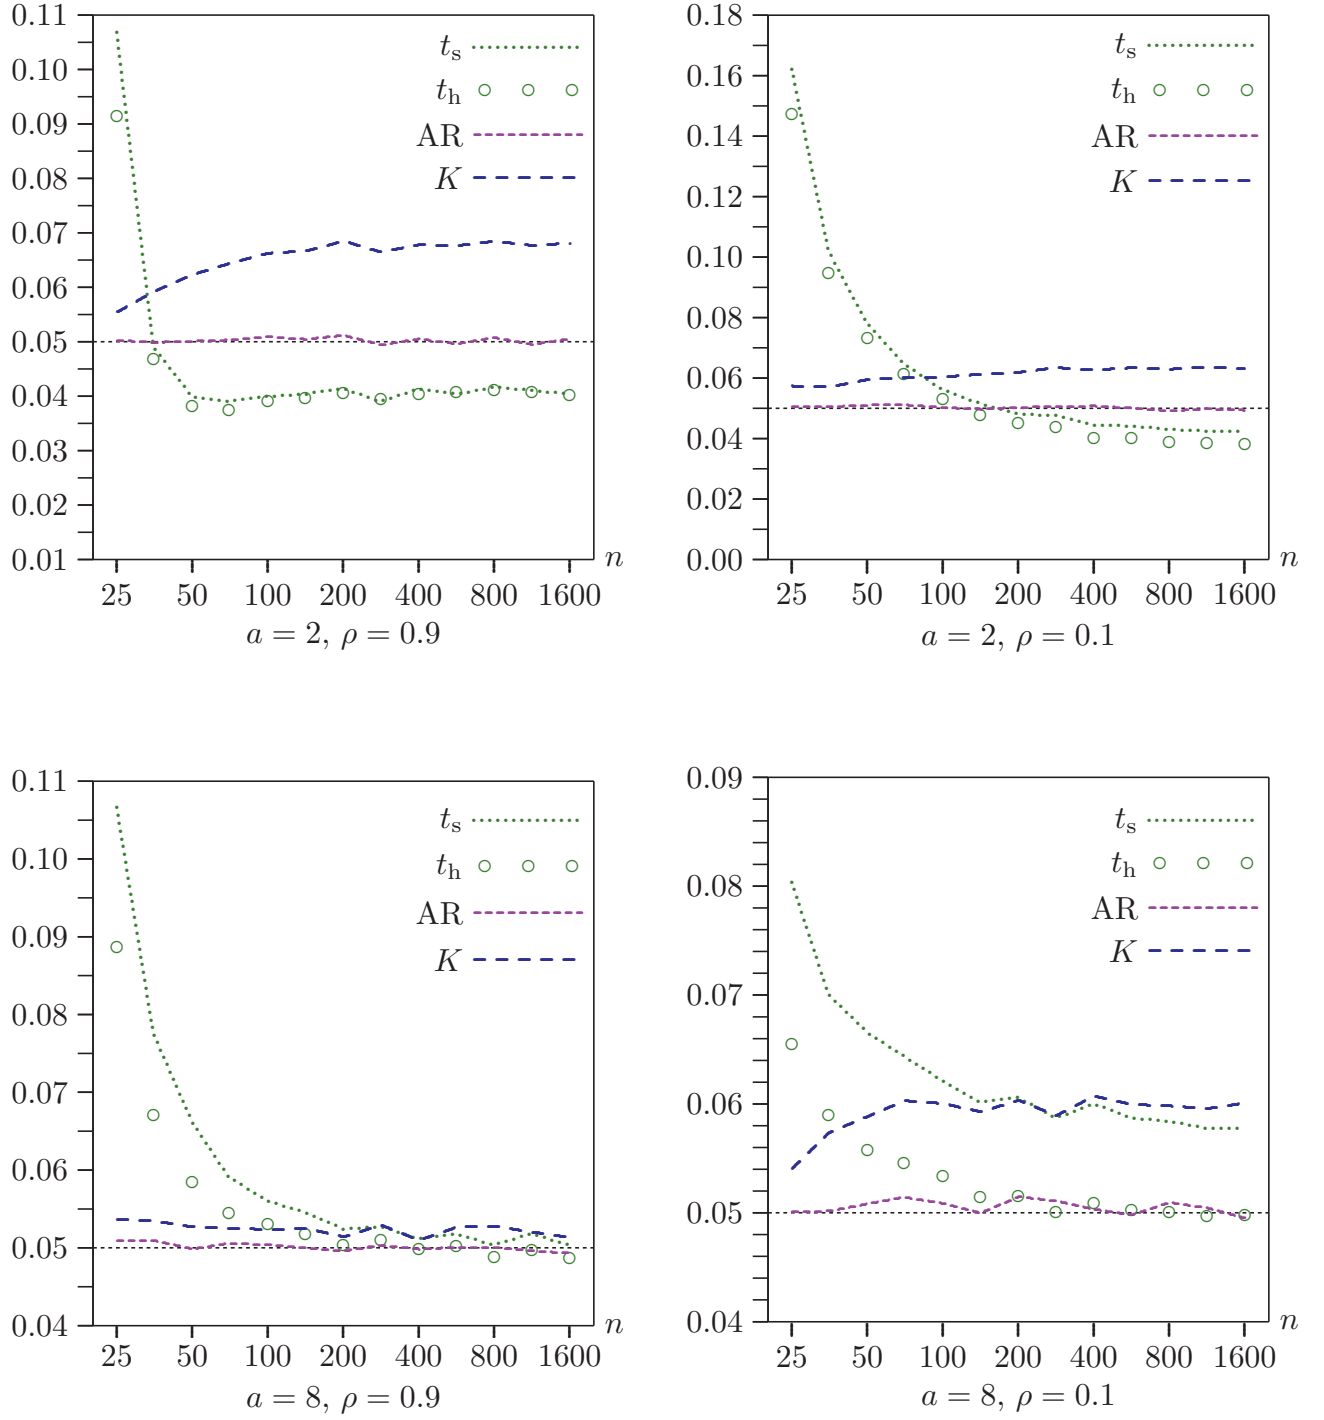 0.11
0.10
0.09
0.08
0.07
0.06
0.05
0.04
0.03
0.02
0.01
t_s
t_h
AR
K
25 50 100 200 400 800 1600
n
a = 2, ρ = 0.9
0.18
0.16
0.14
0.12
0.10
0.08
0.06
0.04
0.02
0.00
t_s
t_h
AR
K
25 50 100 200 400 800 1600
n
a = 2, ρ = 0.1
0.11
0.10
0.09
0.08
0.07
0.06
0.05
0.04
t_s
t_h
AR
K
25 50 100 200 400 800 1600
n
a = 8, ρ = 0.9
0.09
0.08
0.07
0.06
0.05
0.04
t_s
t_h
AR
K
25 50 100 200 400 800 1600
n
a = 8, ρ = 0.1